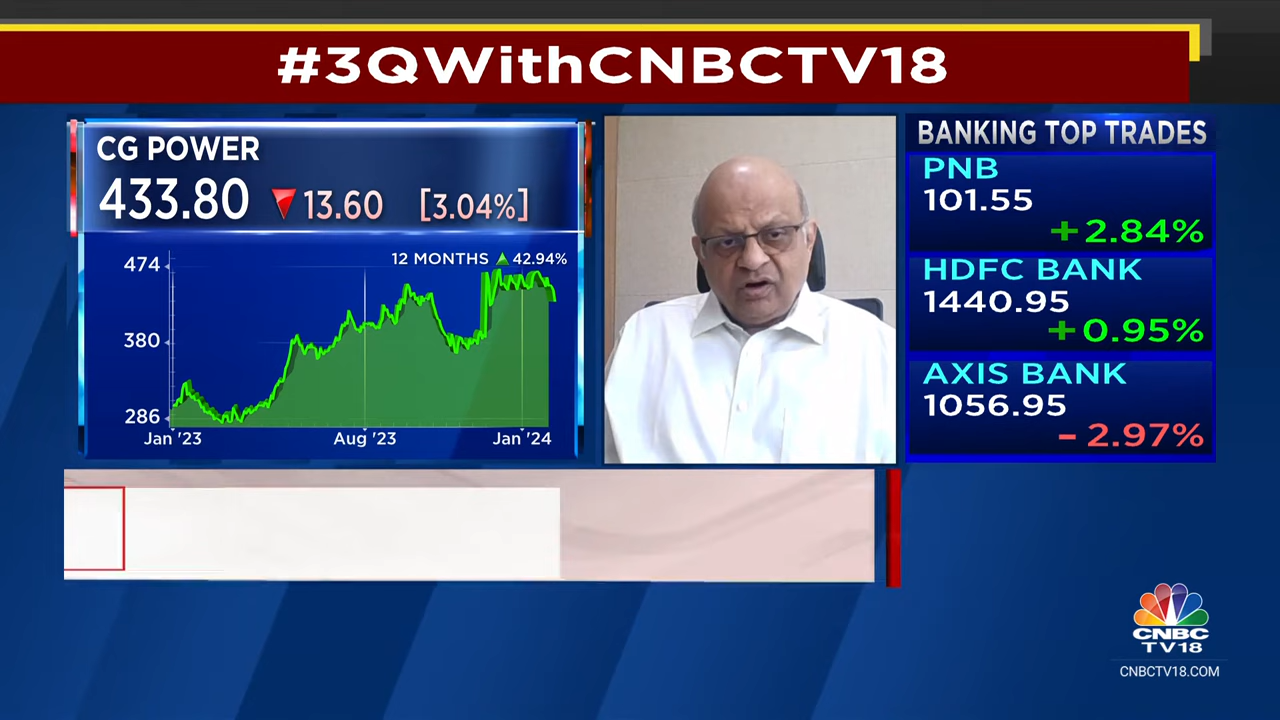 #3QWithCNBCTV18
CG POWER
433.80 ▼ 13.60 [3.04%]
12 MONTHS ▲ 42.94%
474
380
286
Jan '23 Aug '23 Jan '24
BANKING TOP TRADES
PNB
101.55
+2.84%
HDFC BANK
1440.95
+0.95%
AXIS BANK
1056.95
- 2.97%
CNBC
TV18
CNBCTV18.COM